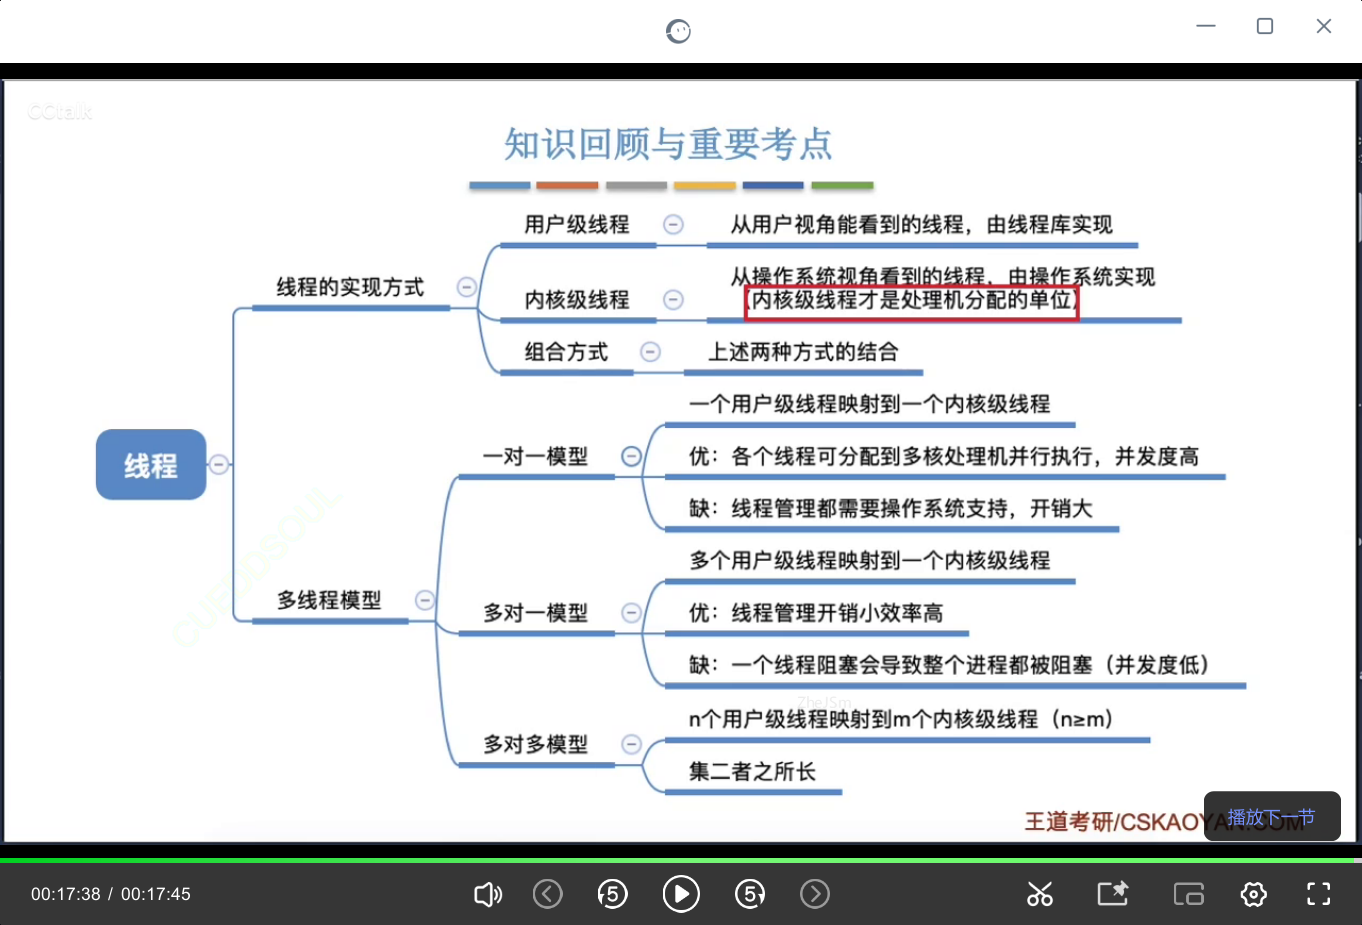 CCtalk
知识回顾与重要考点
用户级线程
从用户视角能看到的线程，由线程库实现
线程的实现方式
内核级线程
从操作系统视角看到的线程，由操作系统实现
（内核级线程才是处理机分配的单位）
组合方式
上述两种方式的结合
线程
一个用户级线程映射到一个内核级线程
一对一模型
优：各个线程可分配到多核处理机并行执行，并发度高
缺：线程管理都需要操作系统支持，开销大
多线程模型
多个用户级线程映射到一个内核级线程
多对一模型
优：线程管理开销小效率高
缺：一个线程阻塞会导致整个进程都被阻塞（并发度低）
ZheJSm
n个用户级线程映射到m个内核级线程（n≥m）
多对多模型
集二者之所长
王道考研/CSKAOYAN.COM
播放下一节
00:17:38 / 00:17:45
5
5